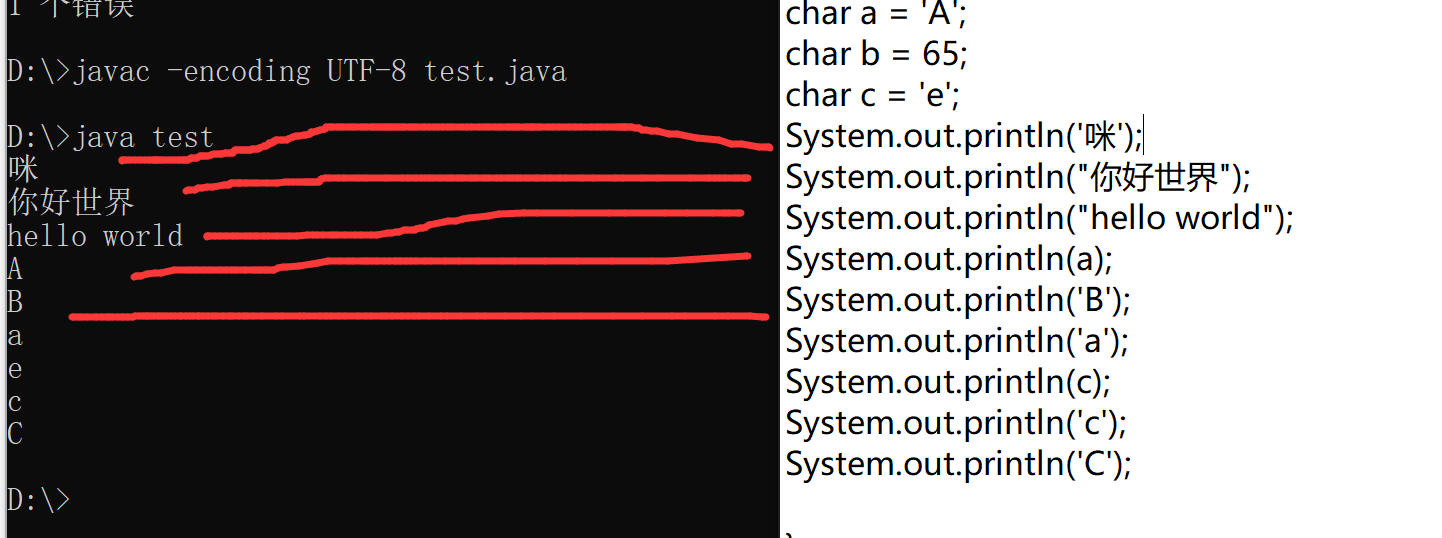 1 个错误
D:\>javac -encoding UTF-8 test.java
D:\>java test
咪
你好世界
hello world
A
B
a
e
c
C
D:\>
char a = 'A';
char b = 65;
char c = 'e';
System.out.println('咪');
System.out.println("你好世界");
System.out.println("hello world");
System.out.println(a);
System.out.println('B');
System.out.println('a');
System.out.println(c);
System.out.println('c');
System.out.println('C');